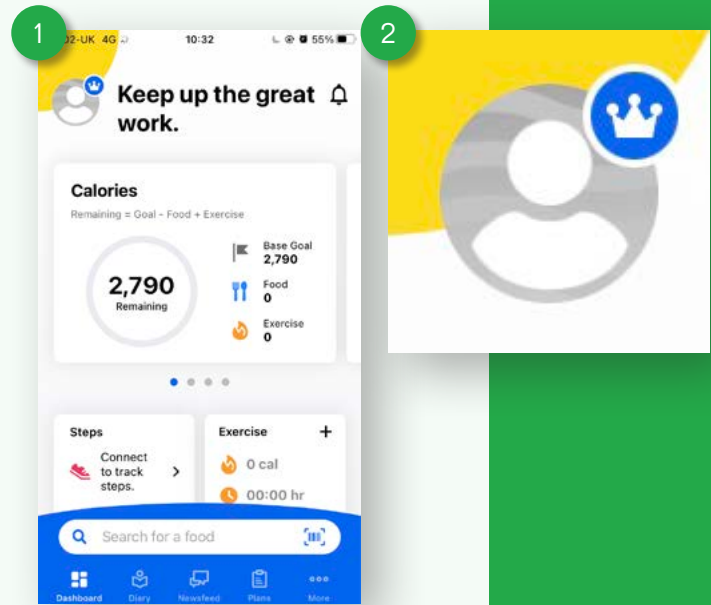 1
02-UK 4G
10:32
55%
2
Keep up the great
work.
Calories
Remaining = Goal - Food + Exercise
2,790
Remaining
Base Goal
2,790
Food
0
Exercise
0
Steps
Connect
to track
steps.
Exercise
+
0 cal
00:00 hr
Search for a food
Dashboard
Diary
Newsfeed
Plans
More